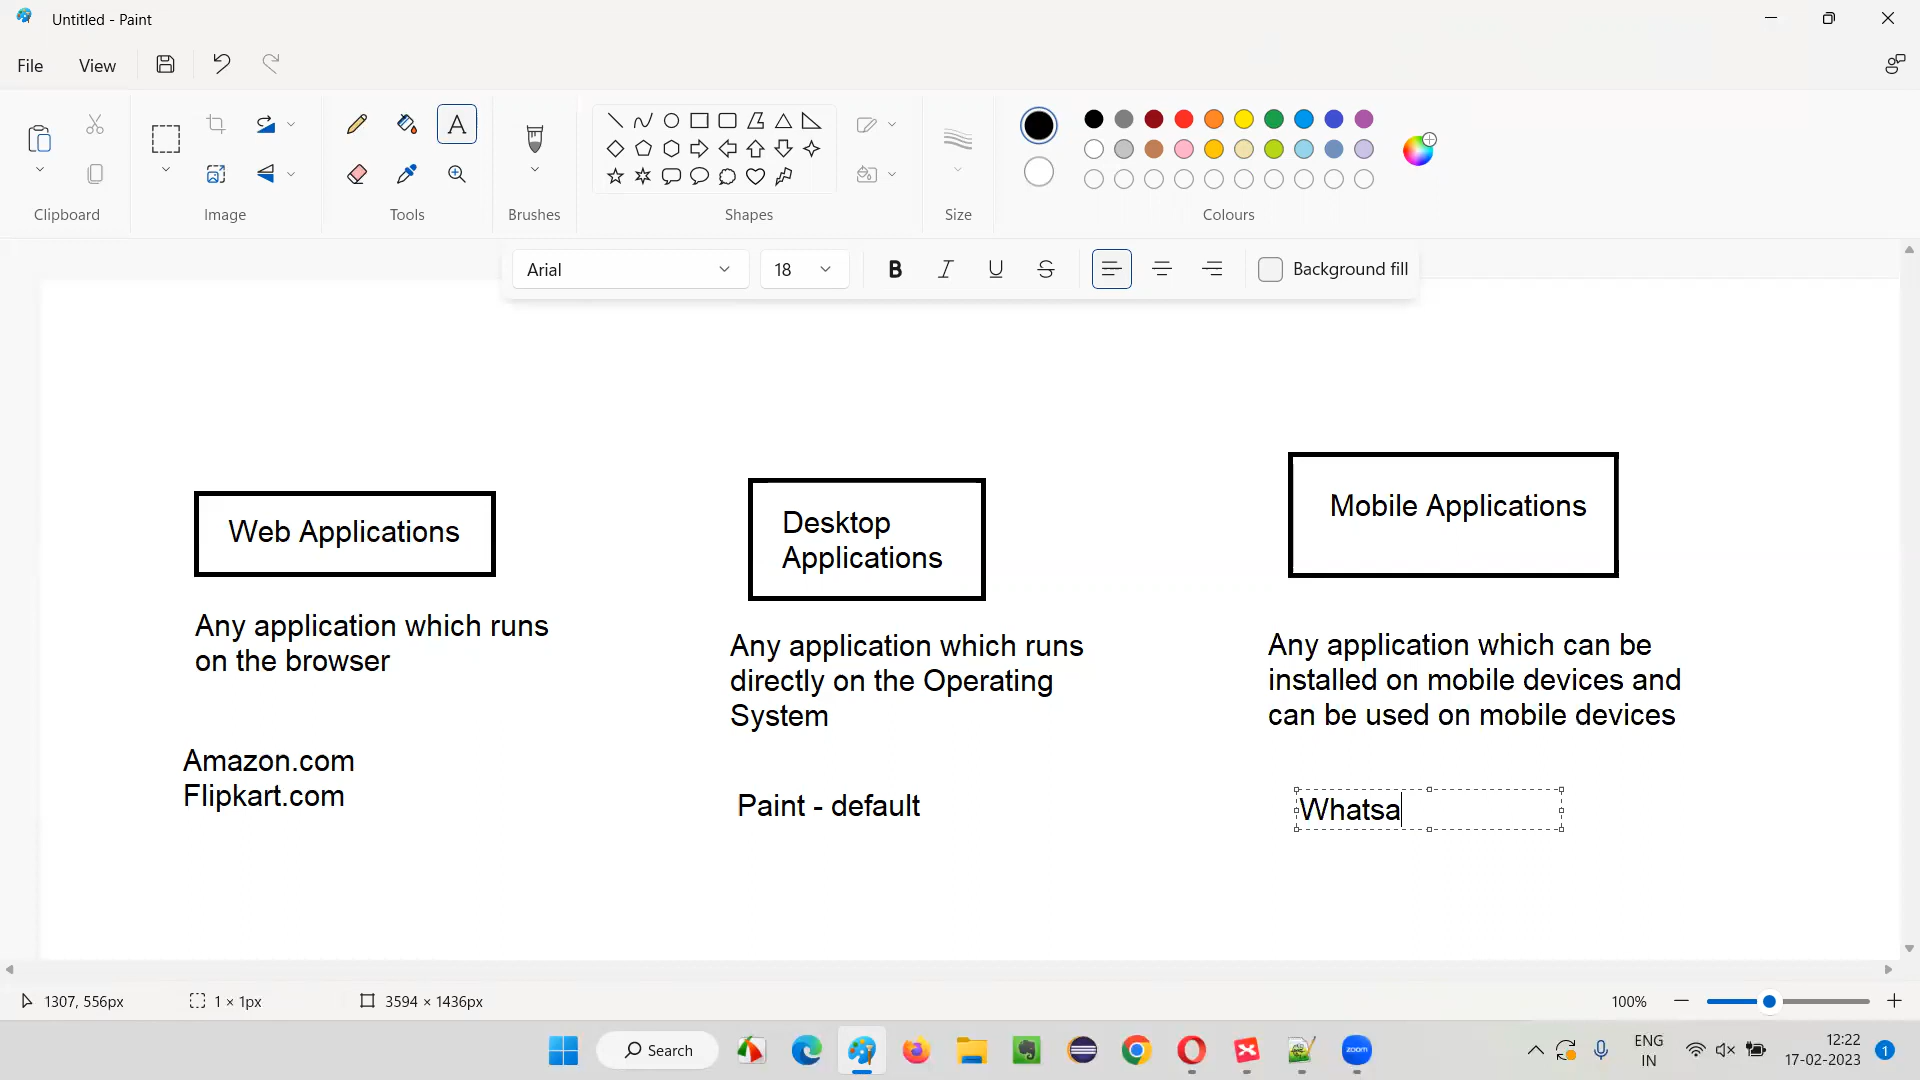 Untitled - Paint
File
View
Clipboard
Image
Tools
Brushes
Shapes
Size
Colours
Arial
18
B
I
U
S
Background fill
Web Applications
Any application which runs
on the browser
Amazon.com
Flipkart.com
Desktop
Applications
Any application which runs
directly on the Operating
System
Paint - default
Mobile Applications
Any application which can be
installed on mobile devices and
can be used on mobile devices
Whatsa
1307, 556px
1 × 1px
3594 × 1436px
100%
Search
zoom
ENG
IN
12:22
17-02-2023
1